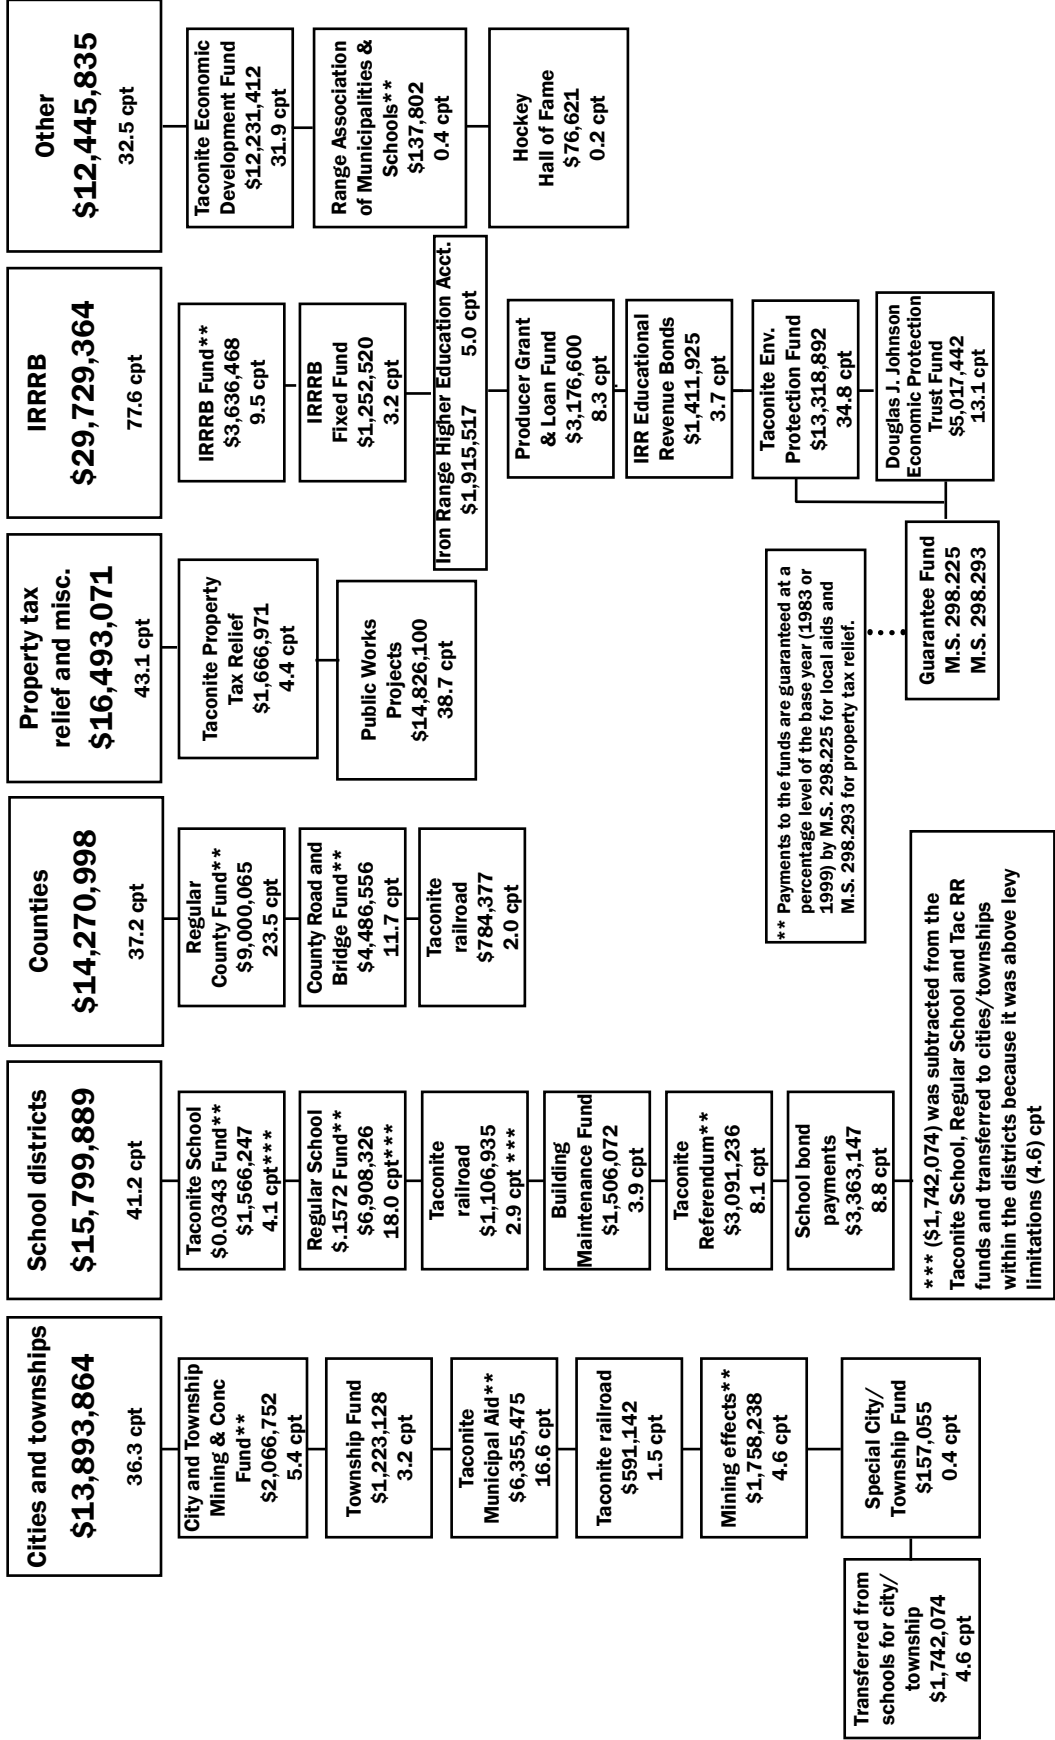 Cities and townships
$13,893,864
36.3 cpt
City and Township
Mining & Conc
Fund**
$2,066,752
5.4 cpt
Township Fund
$1,223,128
3.2 cpt
Taconite
Municipal Aid**
$6,355,475
16.6 cpt
Taconite railroad
$591,142
1.5 cpt
Mining effects**
$1,758,238
4.6 cpt
Special City/
Township Fund
$157,055
0.4 cpt
Transferred from
schools for city/
township
$1,742,074
4.6 cpt
School districts
$15,799,889
41.2 cpt
Taconite School
$0.0343 Fund**
$1,566,247
4.1 cpt***
Regular School
$.1572 Fund**
$6,908,326
18.0 cpt***
Taconite
railroad
$1,106,935
2.9 cpt ***
Building
Maintenance Fund
$1,506,072
3.9 cpt
Taconite
Referendum**
$3,091,236
8.1 cpt
School bond
payments
$3,363,147
8.8 cpt
*** ($1,742,074) was subtracted from the
Taconite School, Regular School and Tac RR
funds and transferred to cities/townships
within the districts because it was above levy
limitations (4.6) cpt
Counties
$14,270,998
37.2 cpt
Regular
County Fund**
$9,000,065
23.5 cpt
County Road and
Bridge Fund**
$4,486,556
11.7 cpt
Taconite
railroad
$784,377
2.0 cpt
Property tax
relief and misc.
$16,493,071
43.1 cpt
Taconite Property
Tax Relief
$1,666,971
4.4 cpt
Public Works
Projects
$14,826,100
38.7 cpt
** Payments to the funds are guaranteed at a
percentage level of the base year (1983 or
1999) by M.S. 298.225 for local aids and
M.S. 298.293 for property tax relief.
IRRRB
$29,729,364
77.6 cpt
IRRRB Fund**
$3,636,468
9.5 cpt
IRRRB
Fixed Fund
$1,252,520
3.2 cpt
Iron Range Higher Education Acct.
$1,915,517 5.0 cpt
Producer Grant
& Loan Fund
$3,176,600
8.3 cpt
IRR Educational
Revenue Bonds
$1,411,925
3.7 cpt
Taconite Env.
Protection Fund
$13,318,892
34.8 cpt
Douglas J. Johnson
Economic Protection
Trust Fund
$5,017,442
13.1 cpt
Guarantee Fund
M.S. 298.225
M.S. 298.293
Other
$12,445,835
32.5 cpt
Taconite Economic
Development Fund
$12,231,412
31.9 cpt
Range Association
of Municipalities &
Schools**
$137,802
0.4 cpt
Hockey
Hall of Fame
$76,621
0.2 cpt